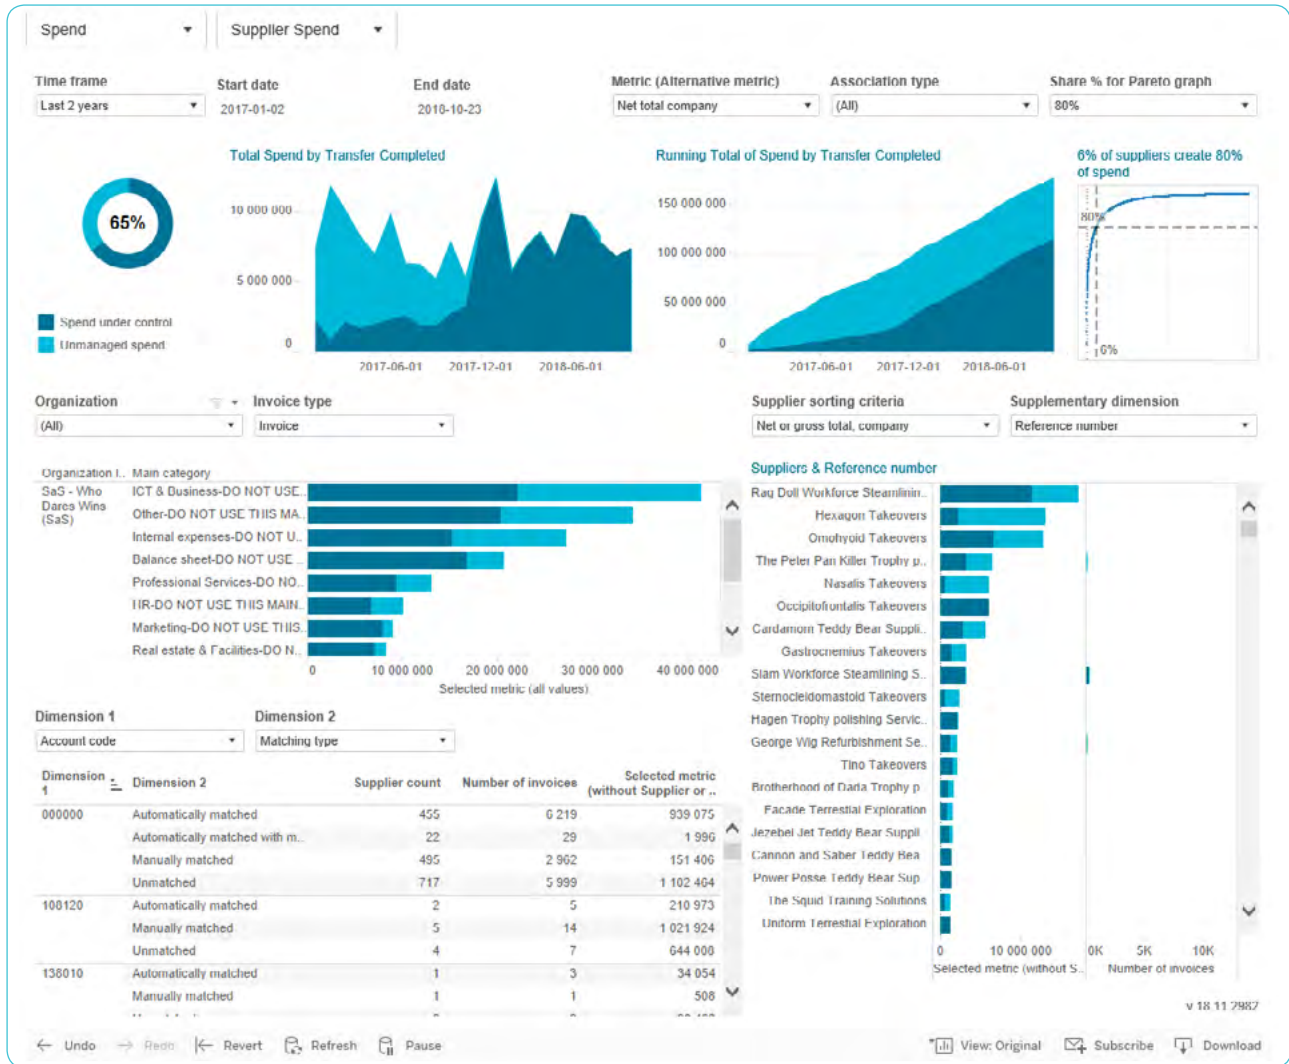 Spend
Supplier Spend
Time frame
Start date
End date
Metric (Alternative metric)
Association type
Share % for Pareto graph
Last 2 years
2017-01-02
2018-10-23
Net total company
(All)
80%
Total Spend by Transfer Completed
Running Total of Spend by Transfer Completed
6% of suppliers create 80%
of spend
65%
Spend under control
Unmanaged spend
10 000 000
5 000 000
0
2017-06-01 2017-12-01 2018-06-01
150 000 000
100 000 000
50 000 000
0
2017-06-01 2017-12-01 2018-06-01
80%
6%
Organization
Invoice type
Supplier sorting criteria
Supplementary dimension
(All)
Invoice
Net or gross total, company
Reference number
Organization I.. Main category
SaS - Who
Dares Wins
(SaS)
ICT & Business-DO NOT USE..
Other-DO NOT USE THIS MA..
Internal expenses-DO NOT U..
Balance sheet-DO NOT USE ..
Professional Services-DO NO..
HR-DO NOT USE THIS MAIN..
Marketing-DO NOT USE THIS..
Real estate & Facilities-DO N..
0 10 000 000 20 000 000 30 000 000 40 000 000
Selected metric (all values)
Suppliers & Reference number
Rag Doll Workforce Steamlinin..
Hexagon Takeovers
Omohyoid Takeovers
The Peter Pan Killer Trophy p..
Nasalis Takeovers
Occipitofrontalis Takeovers
Cardamom Teddy Bear Suppli..
Gastrocnemius Takeovers
Slam Workforce Steamlining S..
Sternocleidomastoid Takeovers
Hagen Trophy polishing Servic..
George Wig Refurbishment Se..
Tino Takeovers
Brotherhood of Dada Trophy p..
Facade Terrestial Exploration
Jezebel Jet Teddy Bear Suppli..
Cannon and Saber Teddy Bea..
Power Posse Teddy Bear Sup..
The Squid Training Solutions
Uniform Terrestial Exploration
0 10 000 000 0K 5K 10K
Selected metric (without S.. Number of invoices
Dimension 1
Dimension 2
Account code
Matching type
Dimension 1 Dimension 2 Supplier count Number of invoices Selected metric (without Supplier or ..
000000 Automatically matched 455 6 219 939 075
Automatically matched with m.. 22 29 1 996
Manually matched 495 2 962 151 406
Unmatched 717 5 999 1 102 464
108120 Automatically matched 2 5 210 973
Manually matched 5 14 1 021 924
Unmatched 4 7 644 000
138010 Automatically matched 1 3 34 054
Manually matched 1 1 508
v 18.11.2982
Undo Redo Revert Refresh Pause
View: Original Subscribe Download